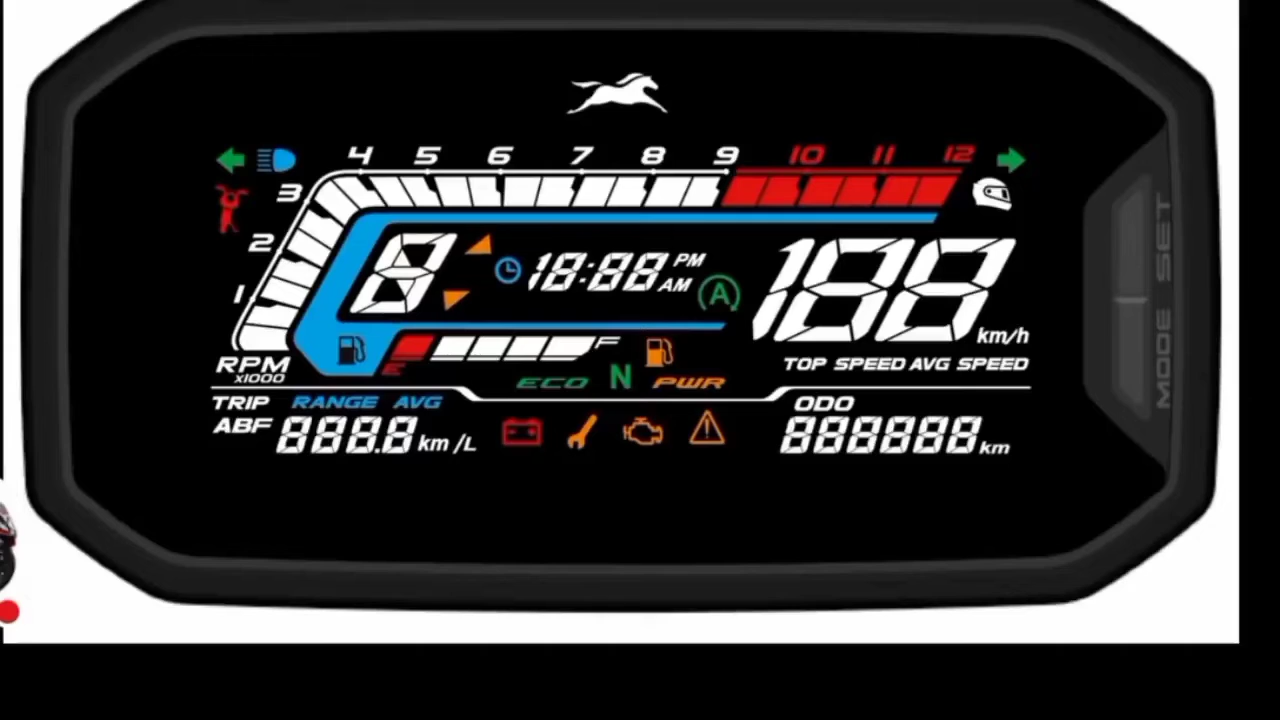 4 5 6 7 8 9 10 11 12
3
2
1
8
18:88 PM
AM
A
188
km/h
E F
RPM
x1000
TOP SPEED AVG SPEED
ECO N PWR
TRIP RANGE AVG
ABF 888.8 km/L
ODO
888888 km
MODE SET